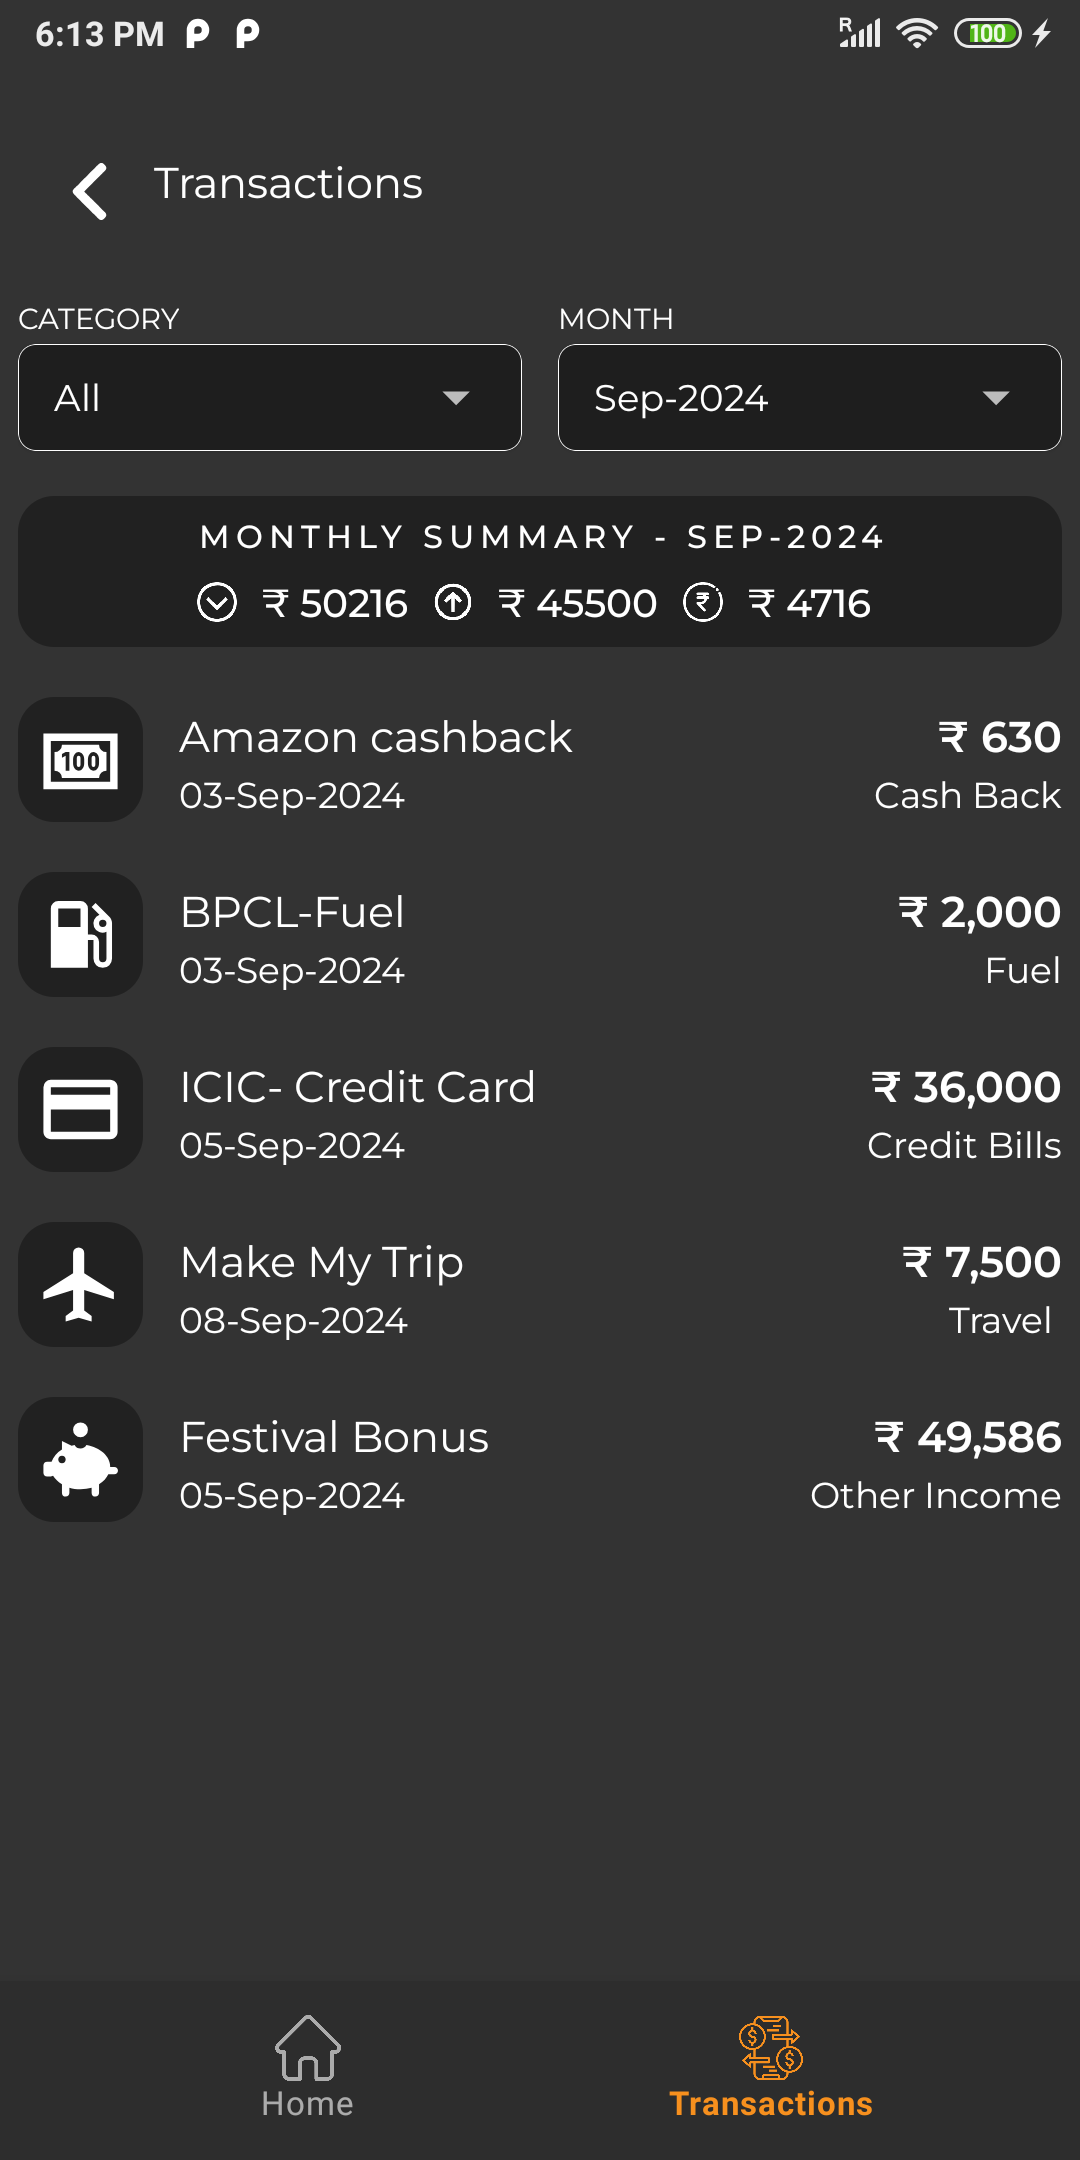 6:13 PM
R
100
Transactions
CATEGORY
MONTH
All
Sep-2024
MONTHLY SUMMARY - SEP-2024
₹ 50216 ₹ 45500 ₹ ₹ 4716
100
Amazon cashback ₹ 630
03-Sep-2024 Cash Back
BPCL-Fuel ₹ 2,000
03-Sep-2024 Fuel
ICIC- Credit Card ₹ 36,000
05-Sep-2024 Credit Bills
Make My Trip ₹ 7,500
08-Sep-2024 Travel
Festival Bonus ₹ 49,586
05-Sep-2024 Other Income
$
$
Home
Transactions